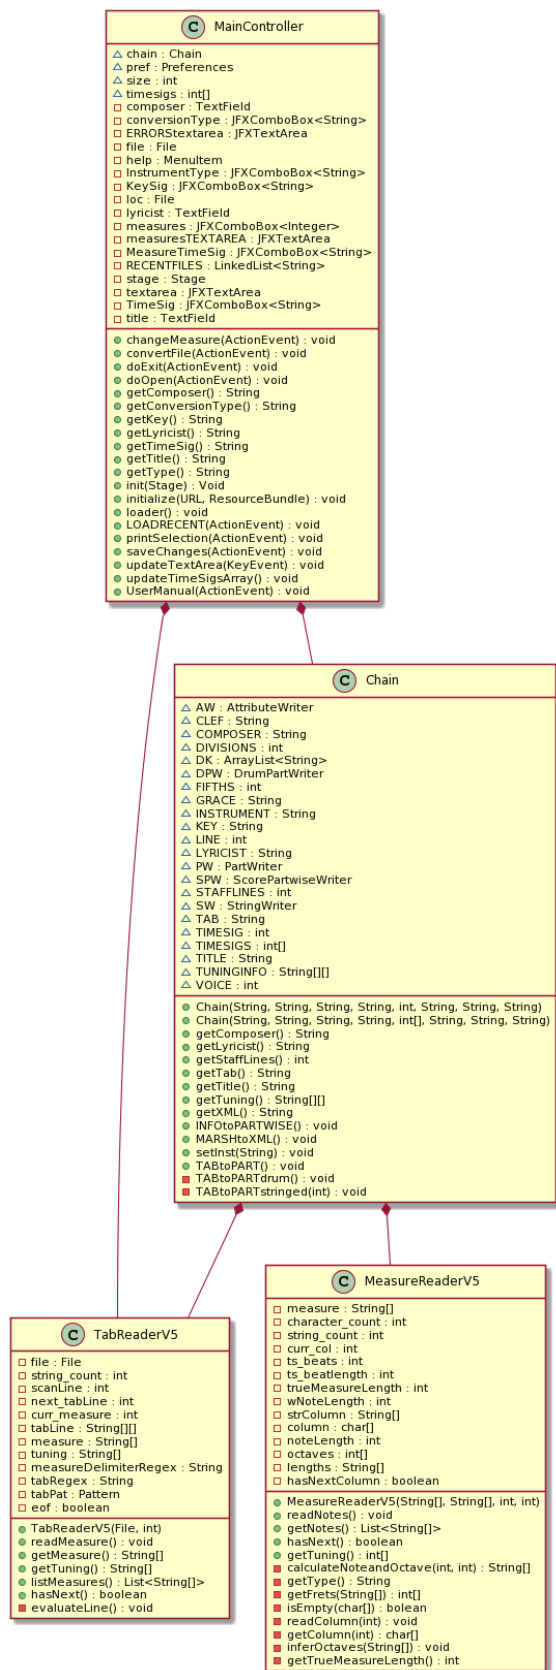 C MainController
chain : Chain
pref : Preferences
size : int
timesigs : int[]
composer : TextField
conversionType : JFXComboBox<String>
ERRORStextarea : JFXTextArea
file : File
help : MenuItem
InstrumentType : JFXComboBox<String>
KeySig : JFXComboBox<String>
loc : File
lyricist : TextField
measures : JFXComboBox<Integer>
measuresTEXTAREA : JFXTextArea
MeasureTimeSig : JFXComboBox<String>
RECENTFILES : LinkedList<String>
stage : Stage
textarea : JFXTextArea
TimeSig : JFXComboBox<String>
title : TextField
changeMeasure(ActionEvent) : void
convertFile(ActionEvent) : void
doExit(ActionEvent) : void
doOpen(ActionEvent) : void
getComposer() : String
getConversionType() : String
getKey() : String
getLyricist() : String
getTimeSig() : String
getTitle() : String
getType() : String
init(Stage) : Void
initialize(URL, ResourceBundle) : void
loader() : void
LOADRECENT(ActionEvent) : void
printSelection(ActionEvent) : void
saveChanges(ActionEvent) : void
updateTextArea(KeyEvent) : void
updateTimeSigsArray() : void
UserManual(ActionEvent) : void
C Chain
AW : AttributeWriter
CLEF : String
COMPOSER : String
DIVISIONS : int
DK : ArrayList<String>
DPW : DrumPartWriter
FIFTHS : int
GRACE : String
INSTRUMENT : String
KEY : String
LINE : int
LYRICIST : String
PW : PartWriter
SPW : ScorePartwiseWriter
STAFFLINES : int
SW : StringWriter
TAB : String
TIMESIG : int
TIMESIGS : int[]
TITLE : String
TUNINGINFO : String[][]
VOICE : int
Chain(String, String, String, String, int, String, String, String)
Chain(String, String, String, String, int[], String, String, String)
getComposer() : String
getLyricist() : String
getStaffLines() : int
getTab() : String
getTitle() : String
getTuning() : String[][]
getXML() : String
INFOtoPARTWISE() : void
MARSHtoXML() : void
setInst(String) : void
TABtoPART() : void
TABtoPARTdrum() : void
TABtoPARTstringed(int) : void
C TabReaderV5
file : File
string_count : int
scanLine : int
next_tabLine : int
curr_measure : int
tabLine : String[][]
measure : String[]
tuning : String[]
measureDelimiterRegex : String
tabRegex : String
tabPat : Pattern
eof : boolean
TabReaderV5(File, int)
readMeasure() : void
getMeasure() : String[]
getTuning() : String[]
listMeasures() : List<String[]>
hasNext() : boolean
evaluateLine() : void
C MeasureReaderV5
measure : String[]
character_count : int
string_count : int
curr_col : int
ts_beats : int
ts_beatlength : int
trueMeasureLength : int
wNoteLength : int
strColumn : String[]
column : char[]
noteLength : int
octaves : int[]
lengths : String[]
hasNextColumn : boolean
MeasureReaderV5(String[], String[], int, int)
readNotes() : void
getNotes() : List<String[]>
hasNext() : boolean
getTuning() : int[]
calculateNoteandOctave(int, int) : String[]
getType() : String
getFrets(String[]) : int[]
isEmpty(char[]) : bolean
readColumn(int) : void
getColumn(int) : char[]
inferOctaves(String[]) : void
getTrueMeasureLength() : int